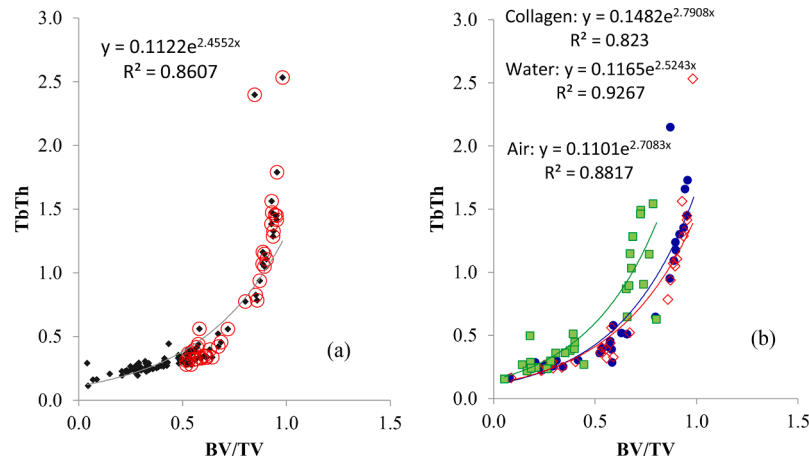 y = 0.1122e^2.4552x
R² = 0.8607
TbTh
3.0
2.5
2.0
1.5
1.0
0.5
0.0
(a)
0.0 0.5 1.0 1.5
BV/TV
Collagen: y = 0.1482e^2.7908x
R² = 0.823
Water: y = 0.1165e^2.5243x
R² = 0.9267
Air: y = 0.1101e^2.7083x
R² = 0.8817
TbTh
3.0
2.5
2.0
1.5
1.0
0.5
0.0
(b)
0.0 0.5 1.0 1.5
BV/TV